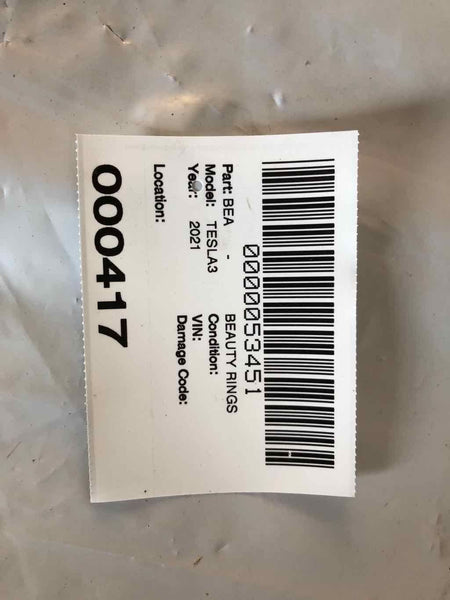 0000053451
Part: BEA - BEAUTY RINGS
Model: TESLA3 Condition:
Year: 2021 VIN:
Damage Code:
Location:
000417